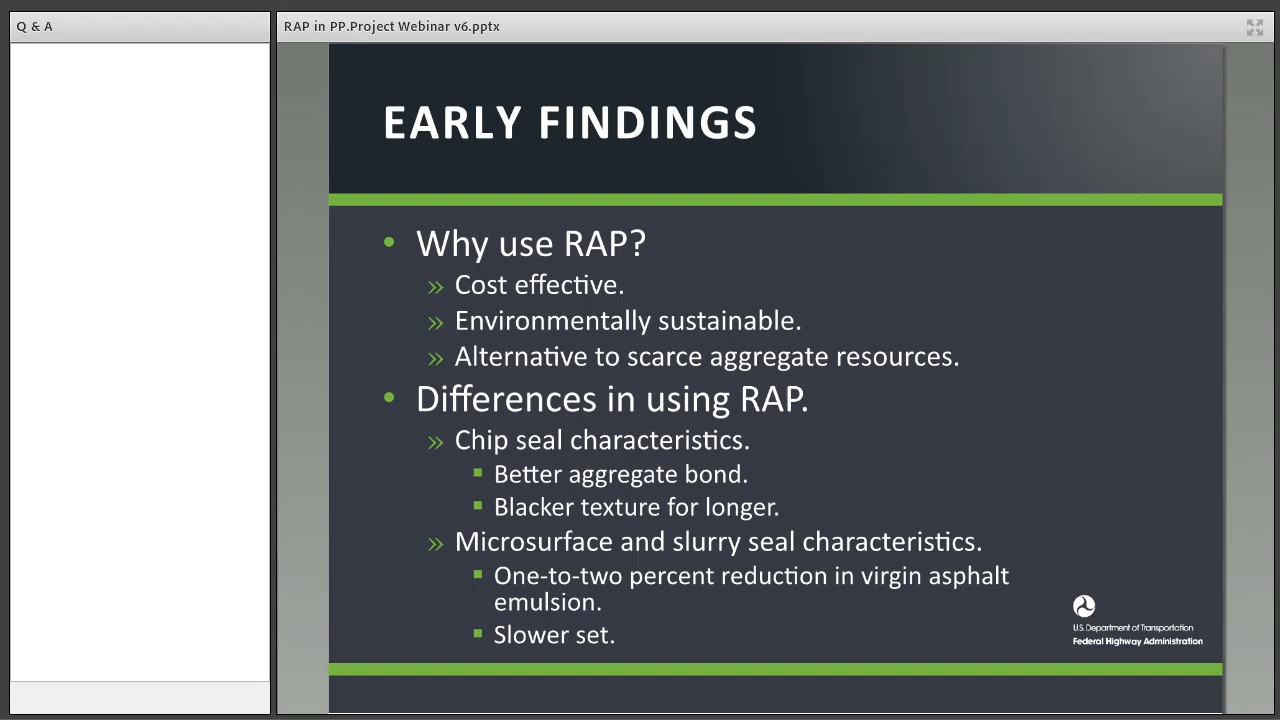 Q & A
RAP in PP.Project Webinar v6.pptx
EARLY FINDINGS
• Why use RAP?
» Cost effective.
» Environmentally sustainable.
» Alternative to scarce aggregate resources.
• Differences in using RAP.
» Chip seal characteristics.
▪ Better aggregate bond.
▪ Blacker texture for longer.
» Microsurface and slurry seal characteristics.
▪ One-to-two percent reduction in virgin asphalt
emulsion.
▪ Slower set.
U.S. Department of Transportation
Federal Highway Administration